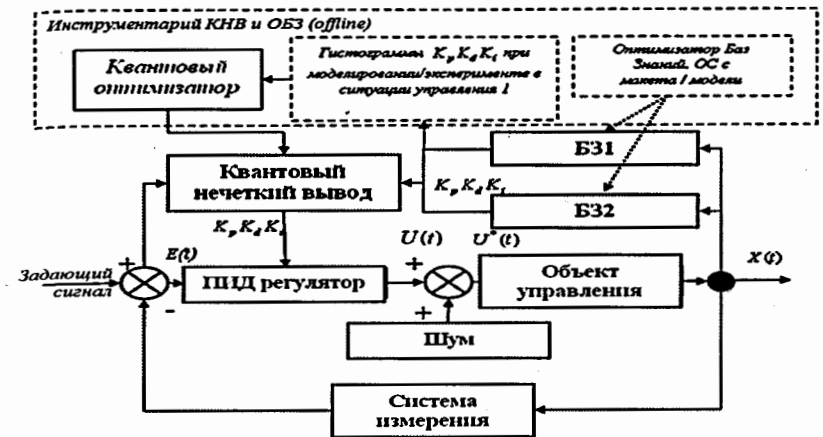 Инструментарий КНВ и ОБЗ (offline)
Квантовый
оптимизатор
Гистограммы K_p K_d K_i при
моделировании/эксперименте в
ситуации управления 1
Оптимизатор Баз
Знаний, ОС с
макета / модели
БЗ1
Квантовый
нечеткий вывод
K_p K_d K_i
БЗ2
K_p K_d K_i
U(t)
U*(t)
+
E(t)
+
X(t)
Задающий
сигнал
ПИД регулятор
Объект
управления
-
+
Шум
Система
измерения